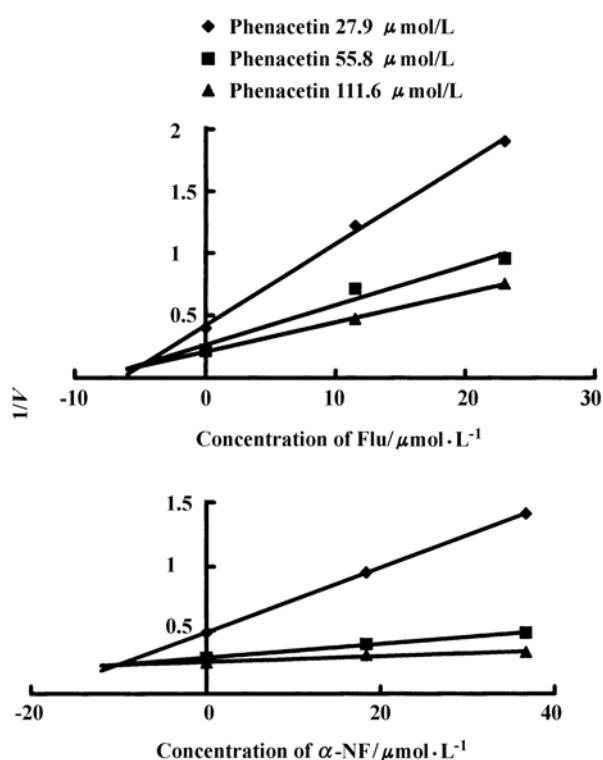 ◆ Phenacetin 27.9 μ mol/L
■ Phenacetin 55.8 μ mol/L
▲ Phenacetin 111.6 μ mol/L
2
1.5
1
0.5
-10 0 10 20 30
1/V
Concentration of Flu/μmol·L⁻¹
1.5
1
0.5
-20 0 20 40
Concentration of α-NF/μmol·L⁻¹